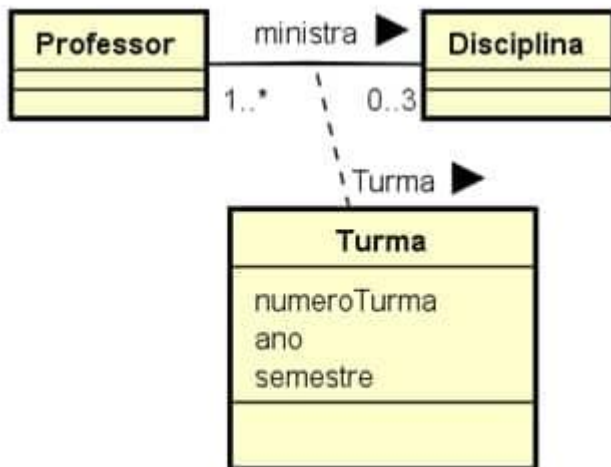 Professor
ministra ▶
Disciplina
1..*
0..3
Turma ▶
Turma
numeroTurma
ano
semestre